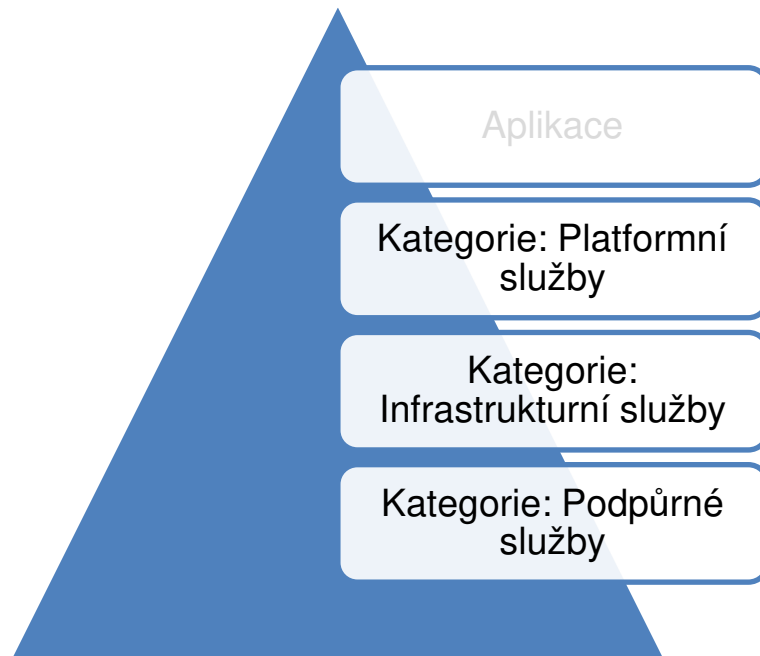 Aplikace
Kategorie: Platformní
služby
Kategorie:
Infrastrukturní služby
Kategorie: Podpůrné
služby